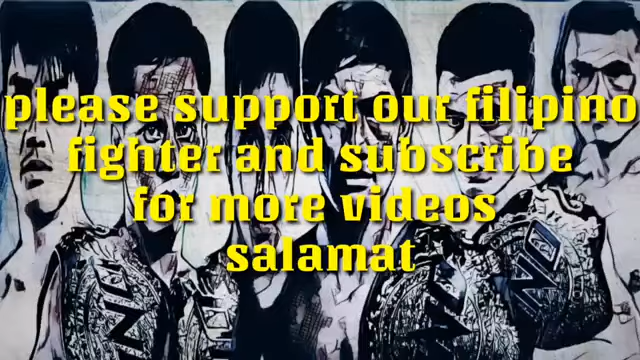 please support our filipino
fighter and subscribe
for more videos
salamat